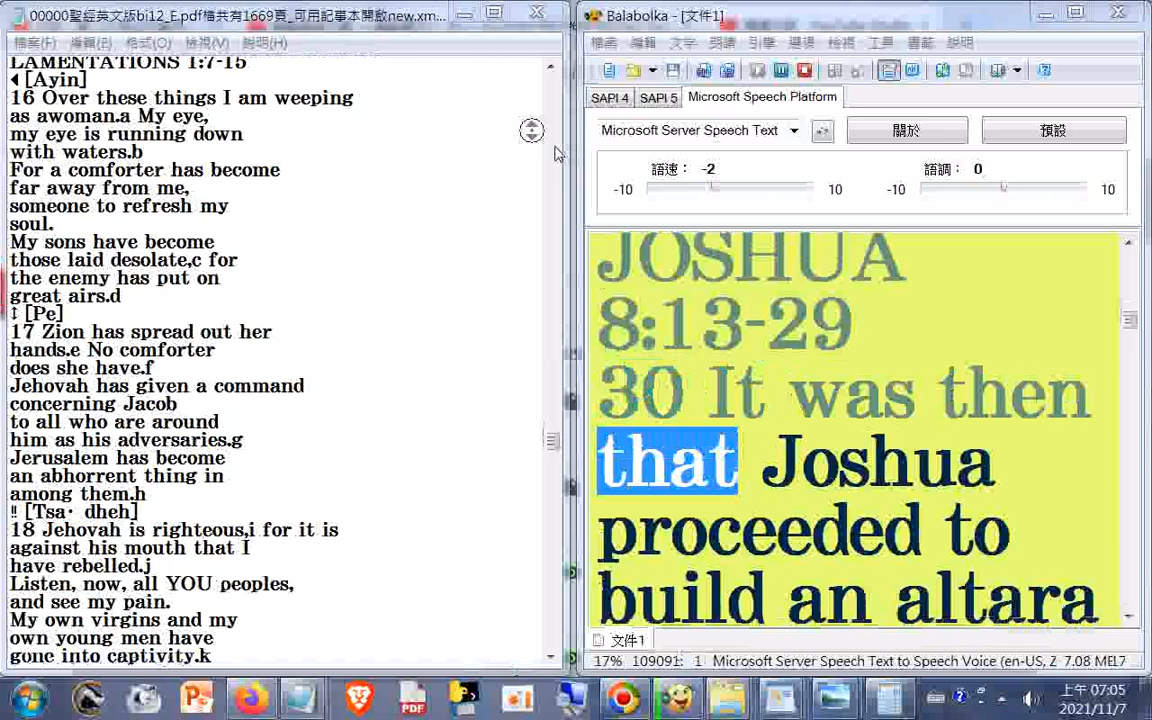 00000聖經英文版bi12_E.pdf檔共有1669頁_可用記事本開啟new.xm...
檔案(F) 編輯(E) 格式(O) 檢視(V) 說明(H)
LAMENTATIONS 1:7-15
[Ayin]
16 Over these things I am weeping
as awoman.a My eye,
my eye is running down
with waters.b
For a comforter has become
far away from me,
someone to refresh my
soul.
My sons have become
those laid desolate,c for
the enemy has put on
great airs.d
↕ [Pe]
17 Zion has spread out her
hands.e No comforter
does she have.f
Jehovah has given a command
concerning Jacob
to all who are around
him as his adversaries.g
Jerusalem has become
an abhorrent thing in
among them.h
‼ [Tsa· dheh]
18 Jehovah is righteous,i for it is
against his mouth that I
have rebelled.j
Listen, now, all YOU peoples,
and see my pain.
My own virgins and my
own young men have
gone into captivity.k
Balabolka - [文件1]
檔案 編輯 文字 朗讀 引擎 選項 檢視 工具 書籤 說明
SAPI 4 SAPI 5 Microsoft Speech Platform
Microsoft Server Speech Text 關於 預設
語速： -2 語調： 0
-10 10 -10 10
JOSHUA
8:13-29
30 It was then
that Joshua
proceeded to
build an altara
文件1
17% 109091: 1 Microsoft Server Speech Text to Speech Voice (en-US, Z 7.08 MEL7
PDF
上午 07:05
2021/11/7